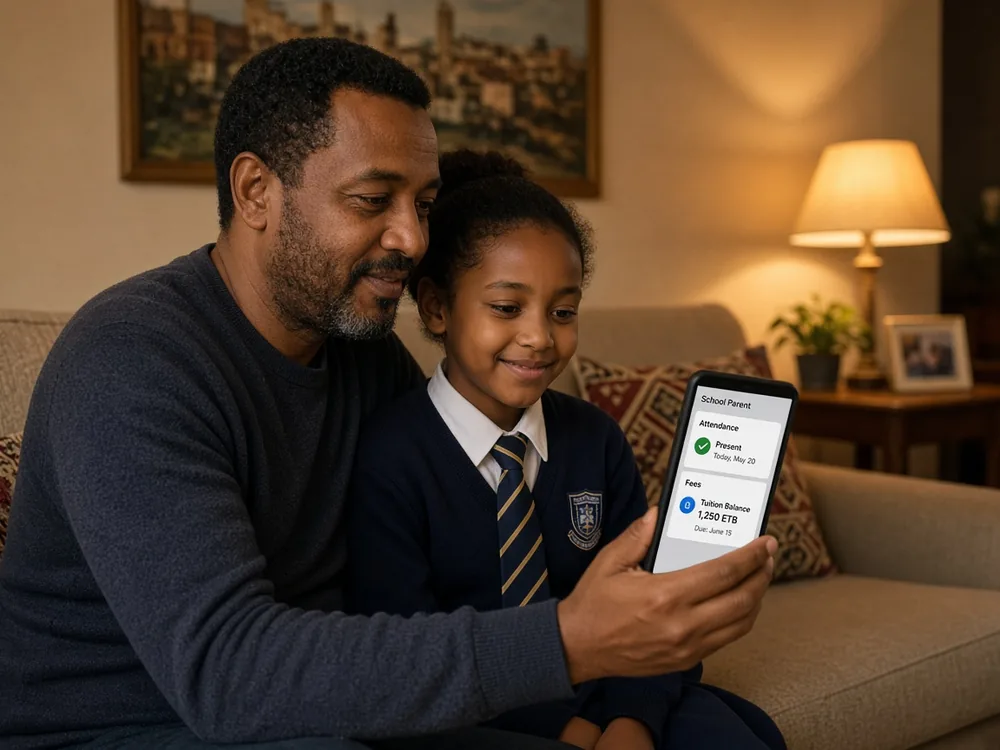 School Parent
Attendance
Present
Today, May 20
Fees
Tuition Balance
1,250 ETB
Due: June 15